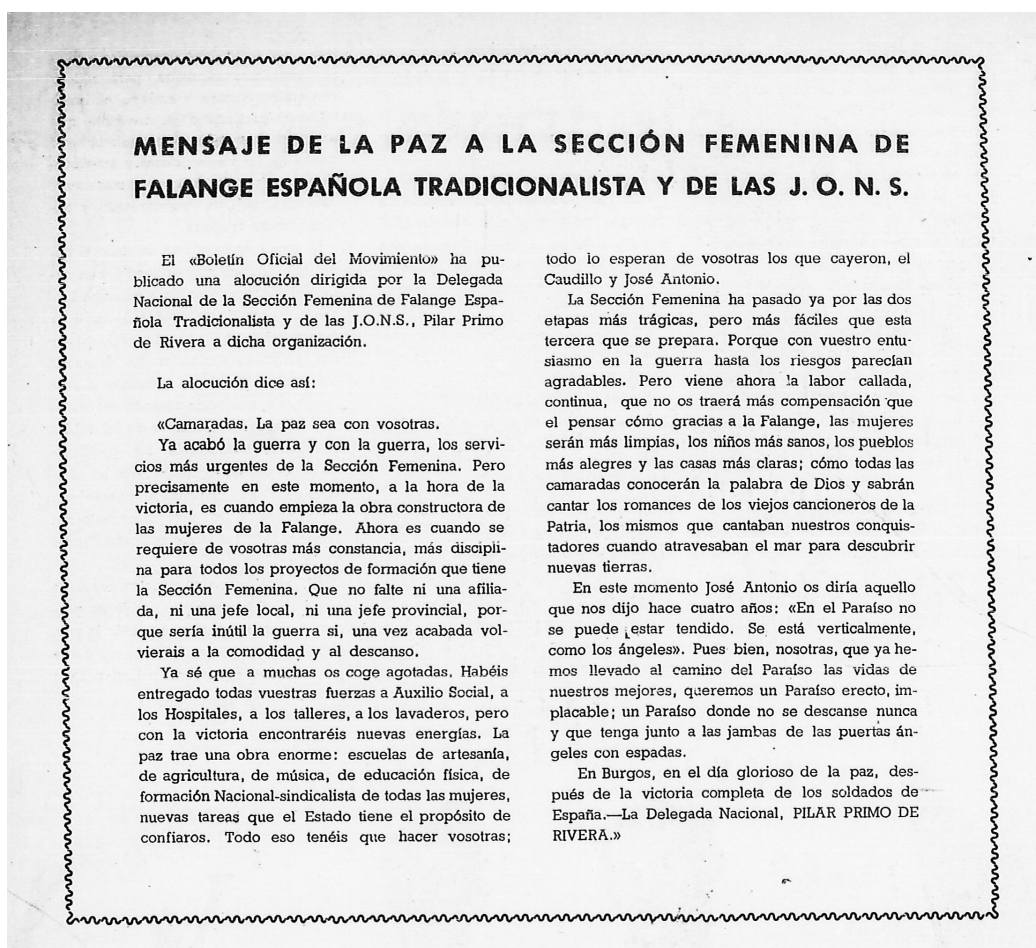 MENSAJE DE LA PAZ A LA SECCIÓN FEMENINA DE
FALANGE ESPAÑOLA TRADICIONALISTA Y DE LAS J. O. N. S.
El «Boletín Oficial del Movimiento» ha pu-
blicado una alocución dirigida por la Delegada
Nacional de la Sección Femenina de Falange Espa-
ñola Tradicionalista y de las J.O.N.S., Pilar Primo
de Rivera a dicha organización.
La alocución dice así:
«Camaradas. La paz sea con vosotras.
Ya acabó la guerra y con la guerra, los servi-
cios más urgentes de la Sección Femenina. Pero
precisamente en este momento, a la hora de la
victoria, es cuando empieza la obra constructora de
las mujeres de la Falange. Ahora es cuando se
requiere de vosotras más constancia, más discipli-
na para todos los proyectos de formación que tiene
la Sección Femenina. Que no falte ni una afilia-
da, ni una jefe local, ni una jefe provincial, por-
que sería inútil la guerra si, una vez acabada vol-
vierais a la comodidad y al descanso.
Ya sé que a muchas os coge agotadas. Habéis
entregado todas vuestras fuerzas a Auxilio Social, a
los Hospitales, a los talleres, a los lavaderos, pero
con la victoria encontraréis nuevas energías. La
paz trae una obra enorme: escuelas de artesanía,
de agricultura, de música, de educación física, de
formación Nacional-sindicalista de todas las mujeres,
nuevas tareas que el Estado tiene el propósito de
confiaros. Todo eso tenéis que hacer vosotras;
todo lo esperan de vosotras los que cayeron, el
Caudillo y José Antonio.
La Sección Femenina ha pasado ya por las dos
etapas más trágicas, pero más fáciles que esta
tercera que se prepara. Porque con vuestro entu-
siasmo en la guerra hasta los riesgos parecían
agradables. Pero viene ahora la labor callada,
continua, que no os traerá más compensación que
el pensar cómo gracias a la Falange, las mujeres
serán más limpias, los niños más sanos, los pueblos
más alegres y las casas más claras; cómo todas las
camaradas conocerán la palabra de Dios y sabrán
cantar los romances de los viejos cancioneros de la
Patria, los mismos que cantaban nuestros conquis-
tadores cuando atravesaban el mar para descubrir
nuevas tierras.
En este momento José Antonio os diría aquello
que nos dijo hace cuatro años: «En el Paraíso no
se puede estar tendido. Se está verticalmente,
como los ángeles». Pues bien, nosotras, que ya he-
mos llevado al camino del Paraíso las vidas de
nuestros mejores, queremos un Paraíso erecto, im-
placable; un Paraíso donde no se descanse nunca
y que tenga junto a las jambas de las puertas án-
geles con espadas.
En Burgos, en el día glorioso de la paz, des-
pués de la victoria completa de los soldados de
España.—La Delegada Nacional, PILAR PRIMO DE
RIVERA.»